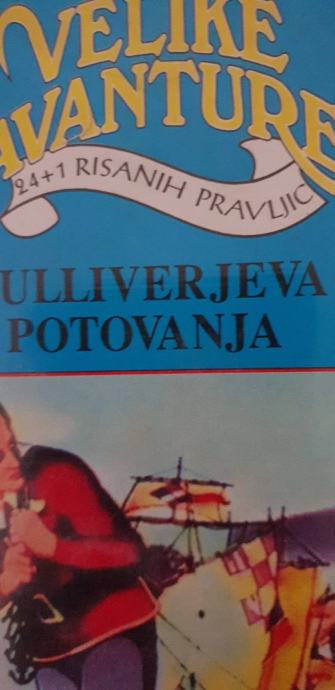 VELIKE
AVANTURE
24+1 RISANIH PRAVLJIC
ULLIVERJEVA
POTOVANJA